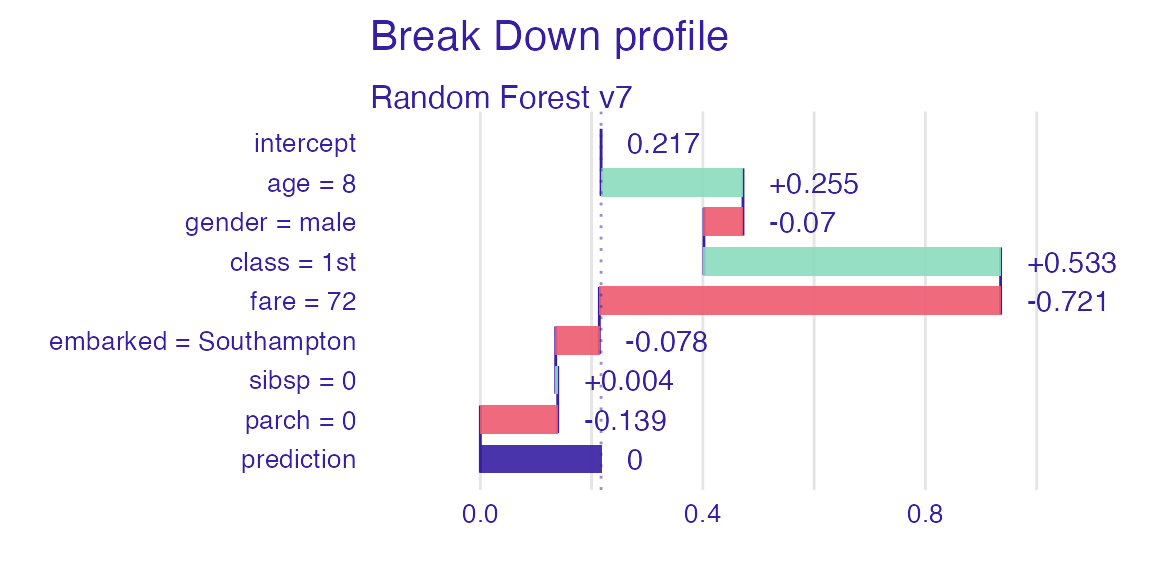 Break Down profile
Random Forest v7
intercept 0.217
age = 8 +0.255
gender = male -0.07
class = 1st +0.533
fare = 72 -0.721
embarked = Southampton -0.078
sibsp = 0 +0.004
parch = 0 -0.139
prediction 0
0.0 0.4 0.8